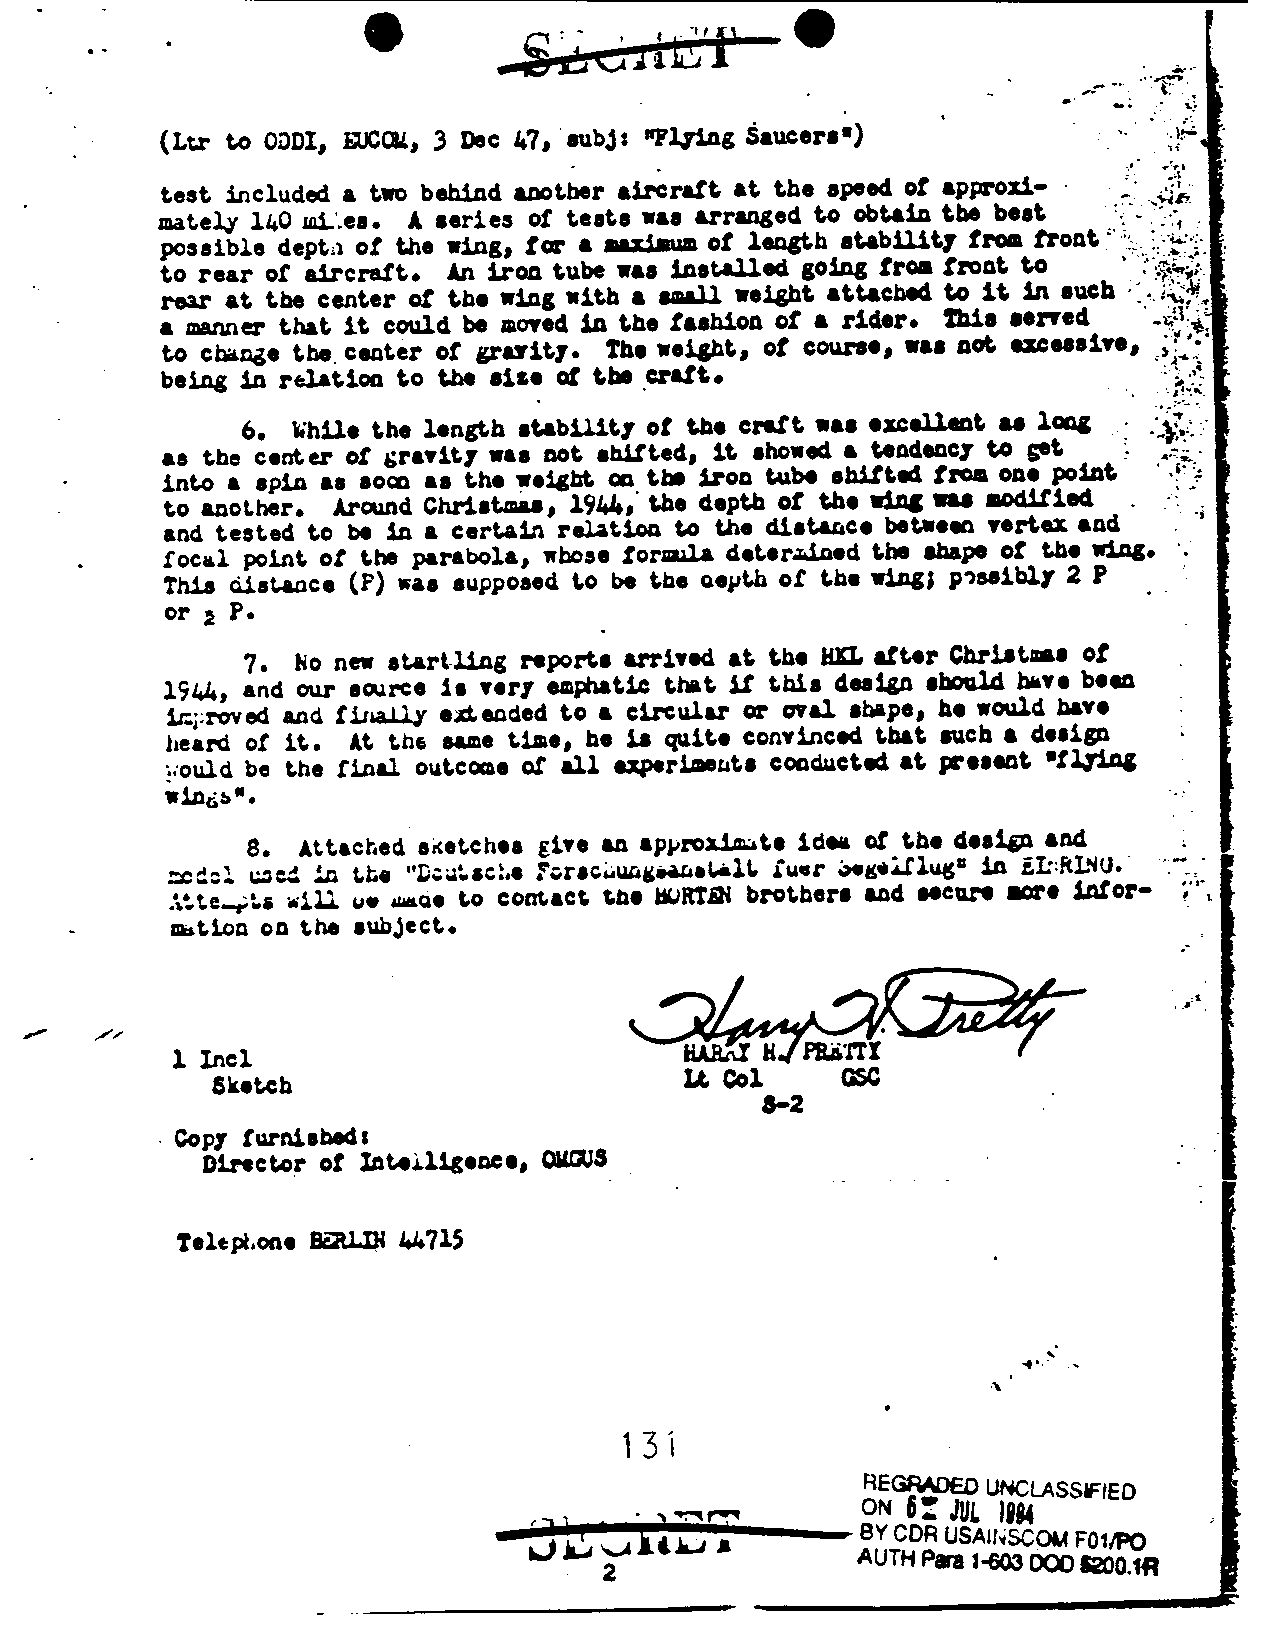 SECRET
(Ltr to ODDI, EUCOM, 3 Dec 47, subj: "Flying Saucers")
test included a two behind another aircraft at the speed of approxi-
mately 140 miles. A series of tests was arranged to obtain the best
possible depth of the wing, for a maximum of length stability from front
to rear of aircraft. An iron tube was installed going from front to
rear at the center of the wing with a small weight attached to it in such
a manner that it could be moved in the fashion of a rider. This served
to change the center of gravity. The weight, of course, was not excessive,
being in relation to the size of the craft.
6. While the length stability of the craft was excellent as long
as the center of gravity was not shifted, it showed a tendency to get
into a spin as soon as the weight on the iron tube shifted from one point
to another. Around Christmas, 1944, the depth of the wing was modified
and tested to be in a certain relation to the distance between vertex and
focal point of the parabola, whose formula determined the shape of the wing.
This distance (P) was supposed to be the depth of the wing; possibly 2 P
or 2 P.
7. No new startling reports arrived at the HKL after Christmas of
1944, and our source is very emphatic that if this design should have been
improved and finally extended to a circular or oval shape, he would have
heard of it. At the same time, he is quite convinced that such a design
would be the final outcome of all experiments conducted at present "flying
wings".
8. Attached sketches give an approximate idea of the design and
model used in the "Deutsche Forschungsanstalt fuer Segelflug" in
Attempts will be made to contact the HORTEN brothers and secure more infor-
mation on the subject.
Harry H. Pretty
1 Incl
HARRY H. PRETTY
Sketch
Lt Col GSC
S-2
Copy furnished:
Director of Intelligence, OMGUS
Telephone BERLIN 44715
131
REGRADED UNCLASSIFIED
ON JUL 1994
BY CDR USAINSCOM F01/PO
AUTH Para 1-603 DOD 5200.1R
SECRET
2